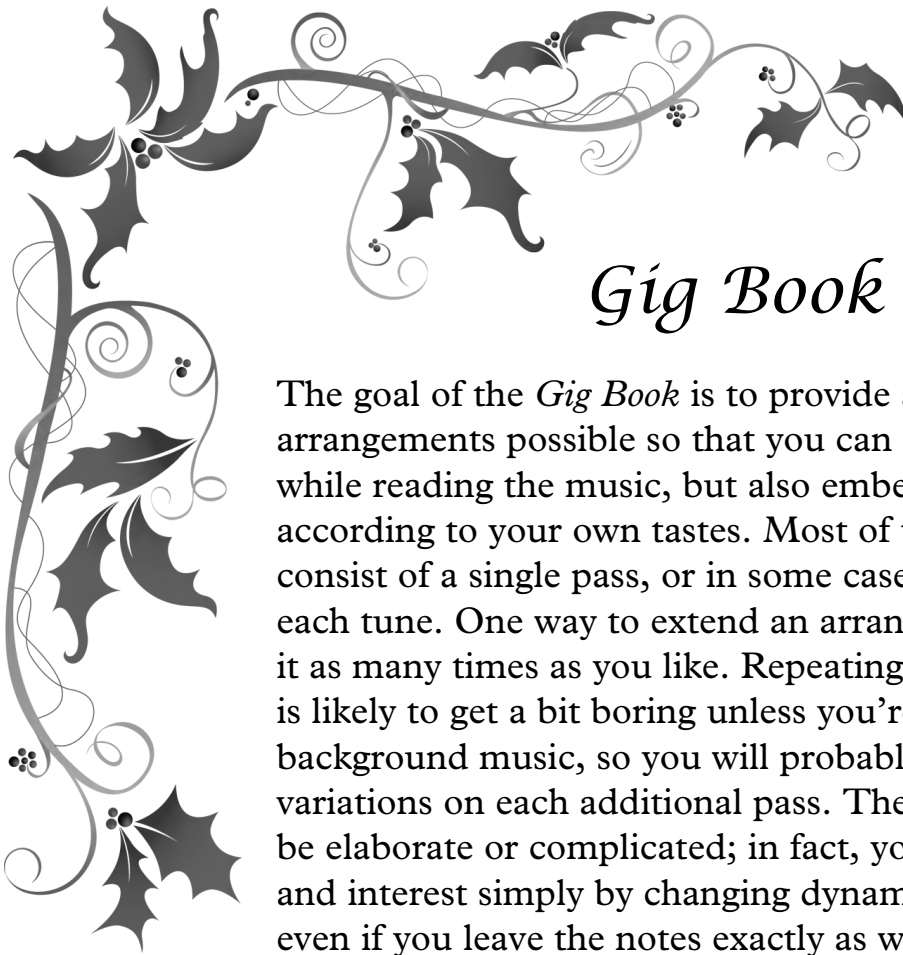 Gig Book
The goal of the Gig Book is to provide
arrangements possible so that you can
while reading the music, but also embe
according to your own tastes. Most of
consist of a single pass, or in some case
each tune. One way to extend an arran
it as many times as you like. Repeating
is likely to get a bit boring unless you're
background music, so you will probabl
variations on each additional pass. The
be elaborate or complicated; in fact, yo
and interest simply by changing dynam
even if you leave the notes exactly as w